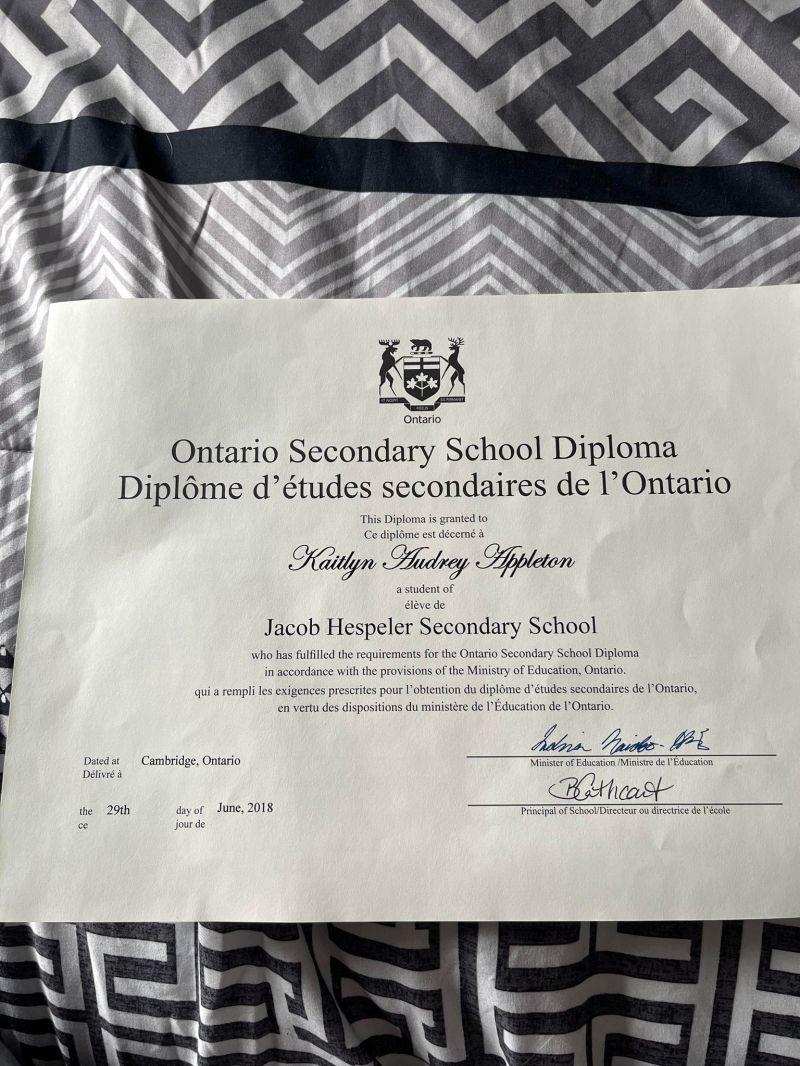 Ontario
Ontario Secondary School Diploma
Diplôme d'études secondaires de l'Ontario
This Diploma is granted to
Ce diplôme est décerné à
Kaitlyn Audrey Appleton
a student of
élève de
Jacob Hespeler Secondary School
who has fulfilled the requirements for the Ontario Secondary School Diploma
in accordance with the provisions of the Ministry of Education, Ontario.
qui a rempli les exigences prescrites pour l'obtention du diplôme d'études secondaires de l'Ontario,
en vertu des dispositions du ministère de l'Éducation de l'Ontario.
Dated at Cambridge, Ontario
Délivré à
Minister of Education /Ministre de l'Éducation
BCathcart
Principal of School/Directeur ou directrice de l'école
the 29th day of June, 2018
ce jour de